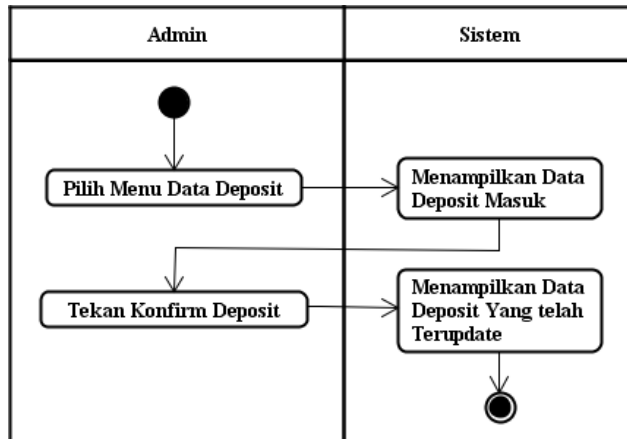 Admin
Sistem
Pilih Menu Data Deposit
Menampilkan Data
Deposit Masuk
Tekan Konfirm Deposit
Menampilkan Data
Deposit Yang telah
Terupdate